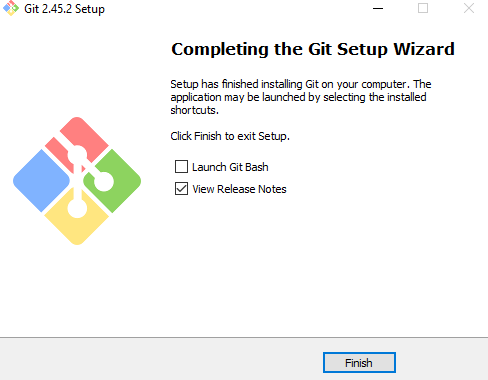 Git 2.45.2 Setup
Completing the Git Setup Wizard
Setup has finished installing Git on your computer. The
application may be launched by selecting the installed
shortcuts.
Click Finish to exit Setup.
Launch Git Bash
View Release Notes
Finish